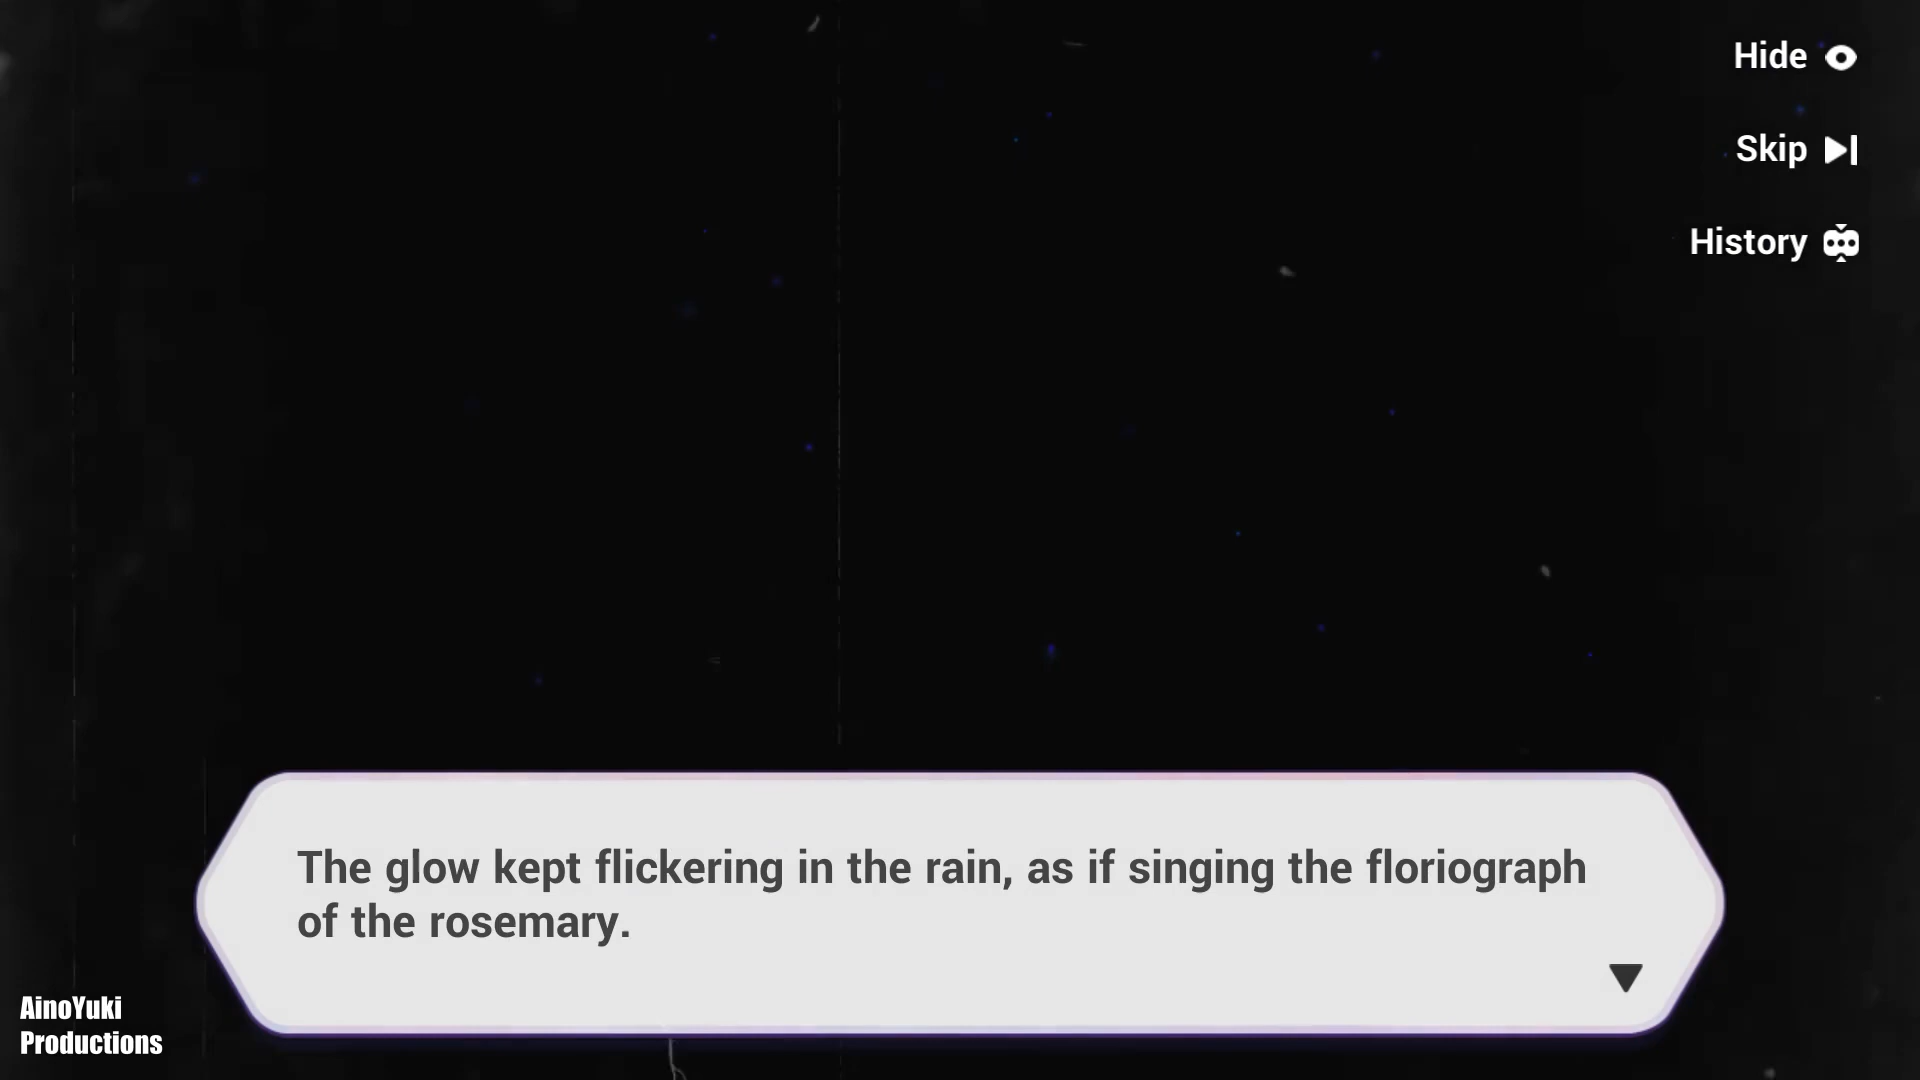 Hide
Skip
History
The glow kept flickering in the rain, as if singing the floriograph
of the rosemary.
AinoYuki
Productions